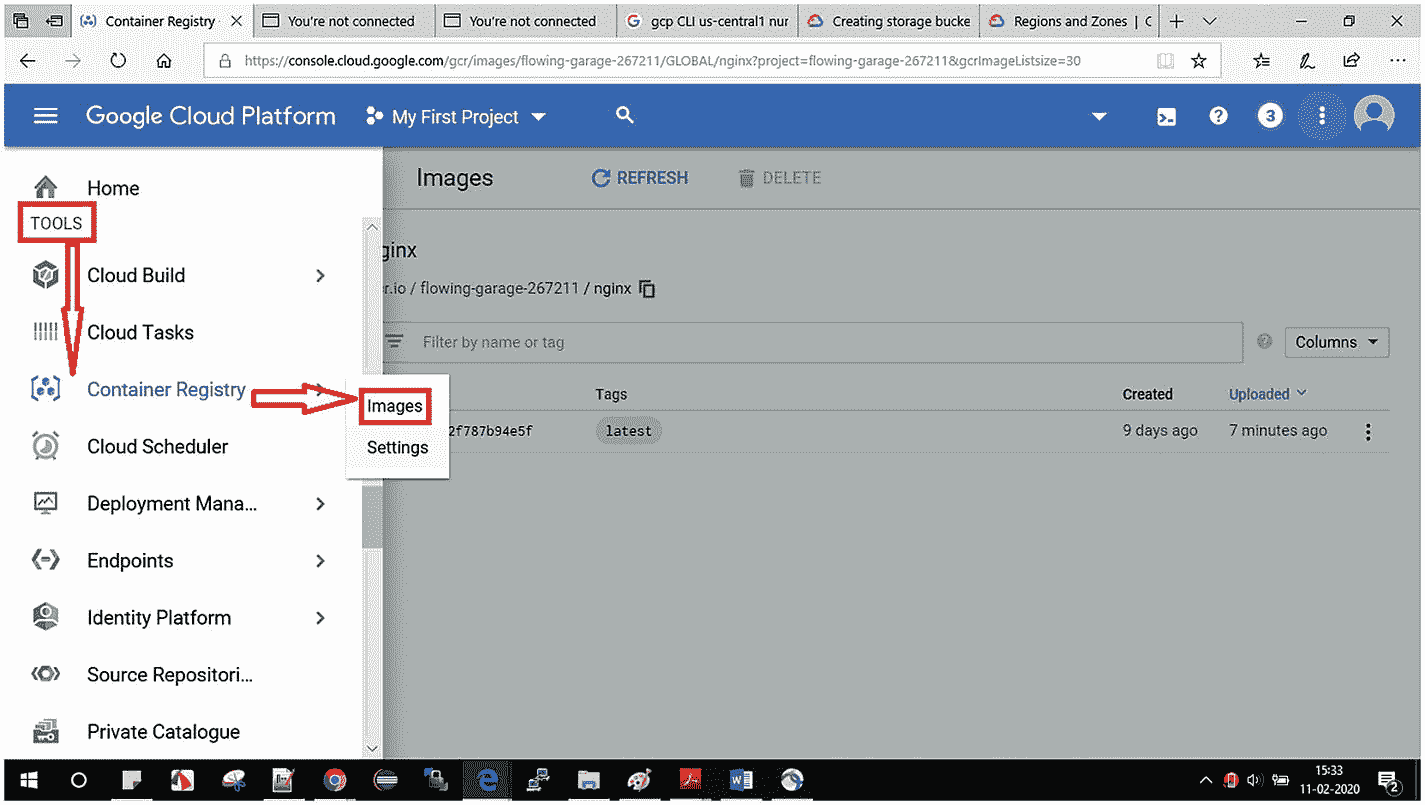 Container Registry
You're not connected
You're not connected
gcp CLI us-central1 nur
Creating storage bucke
Regions and Zones | C
https://console.cloud.google.com/gcr/images/flowing-garage-267211/GLOBAL/nginx?project=flowing-garage-267211&gcrImageListsize=30
Google Cloud Platform
My First Project
3
Home
TOOLS
Cloud Build
Cloud Tasks
Container Registry
Cloud Scheduler
Deployment Mana...
Endpoints
Identity Platform
Source Repositori...
Private Catalogue
Images
Settings
Images
REFRESH
DELETE
ginx
cr.io / flowing-garage-267211 / nginx
Filter by name or tag
Columns
Tags
Created
Uploaded
2f787b94e5f
latest
9 days ago
7 minutes ago
15:33
11-02-2020
2